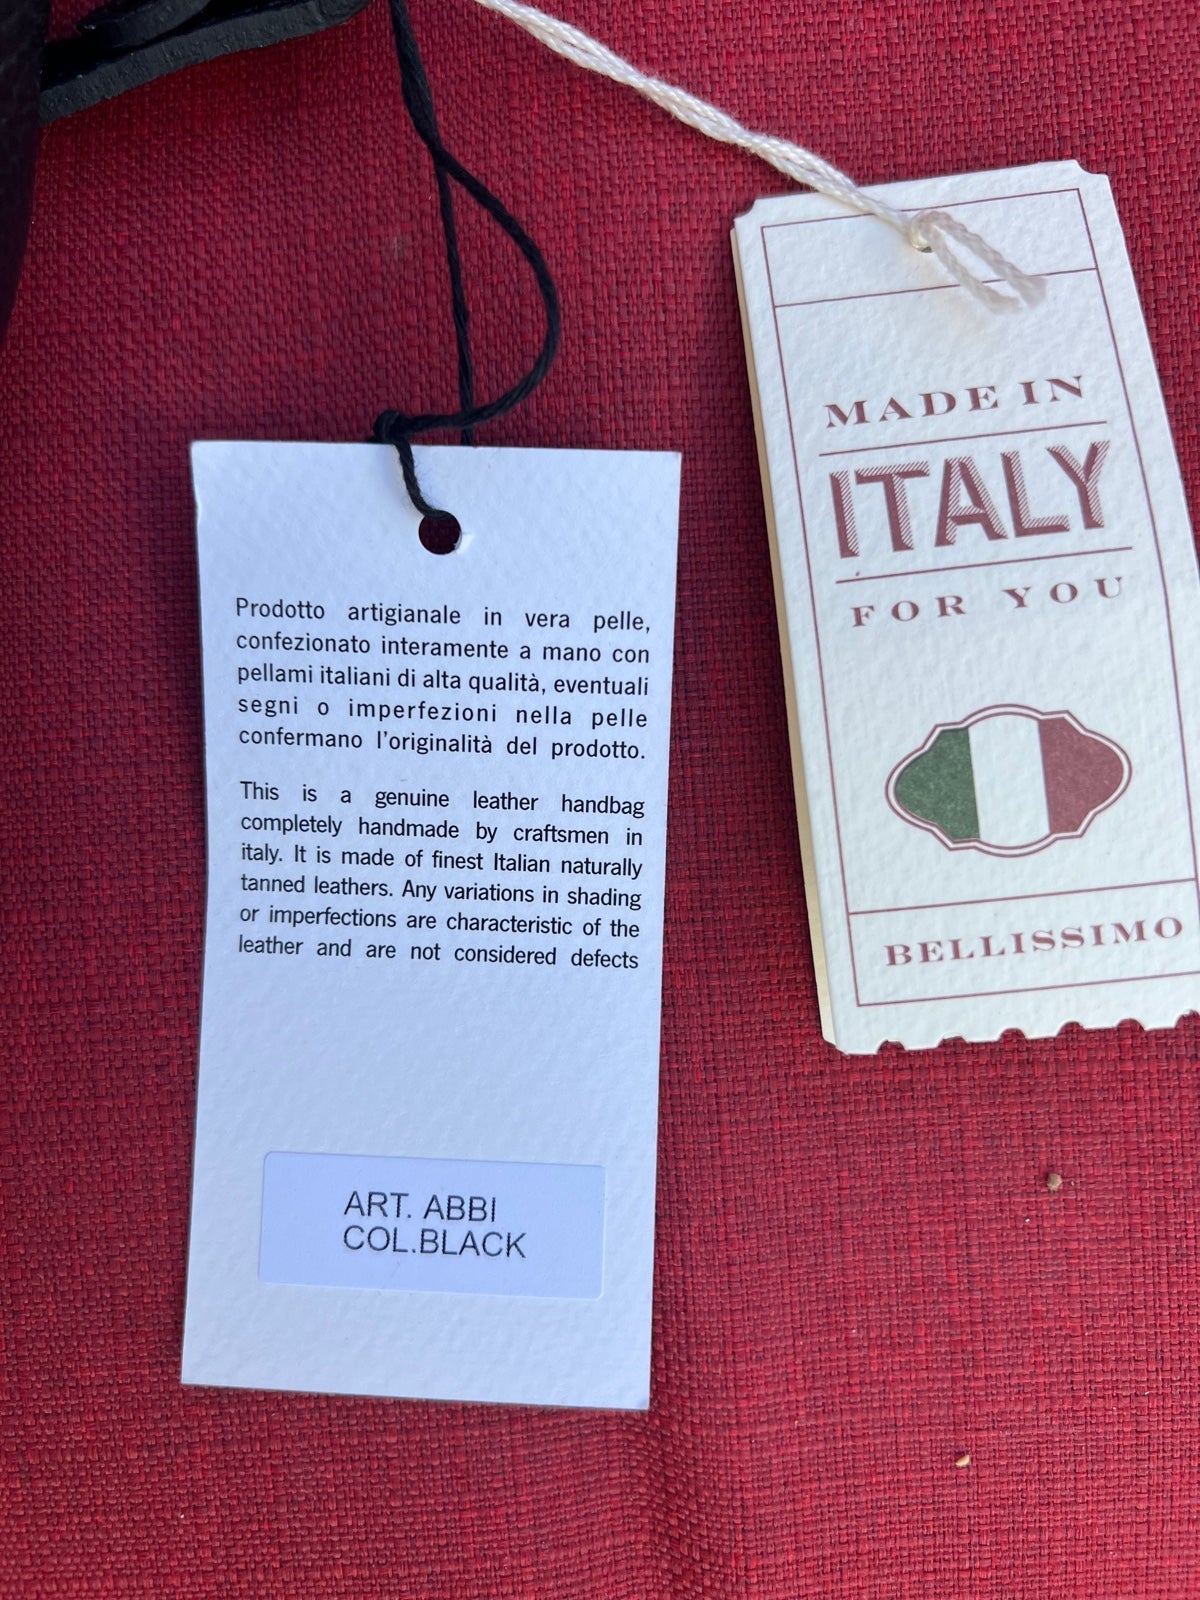 Prodotto artigianale in vera pelle,
confezionato interamente a mano con
pellami italiani di alta qualità, eventuali
segni o imperfezioni nella pelle
confermano l'originalità del prodotto.
This is a genuine leather handbag
completely handmade by craftsmen in
italy. It is made of finest Italian naturally
tanned leathers. Any variations in shading
or imperfections are characteristic of the
leather and are not considered defects
ART. ABBI
COL.BLACK
MADE IN
ITALY
FOR YOU
BELLISSIMO